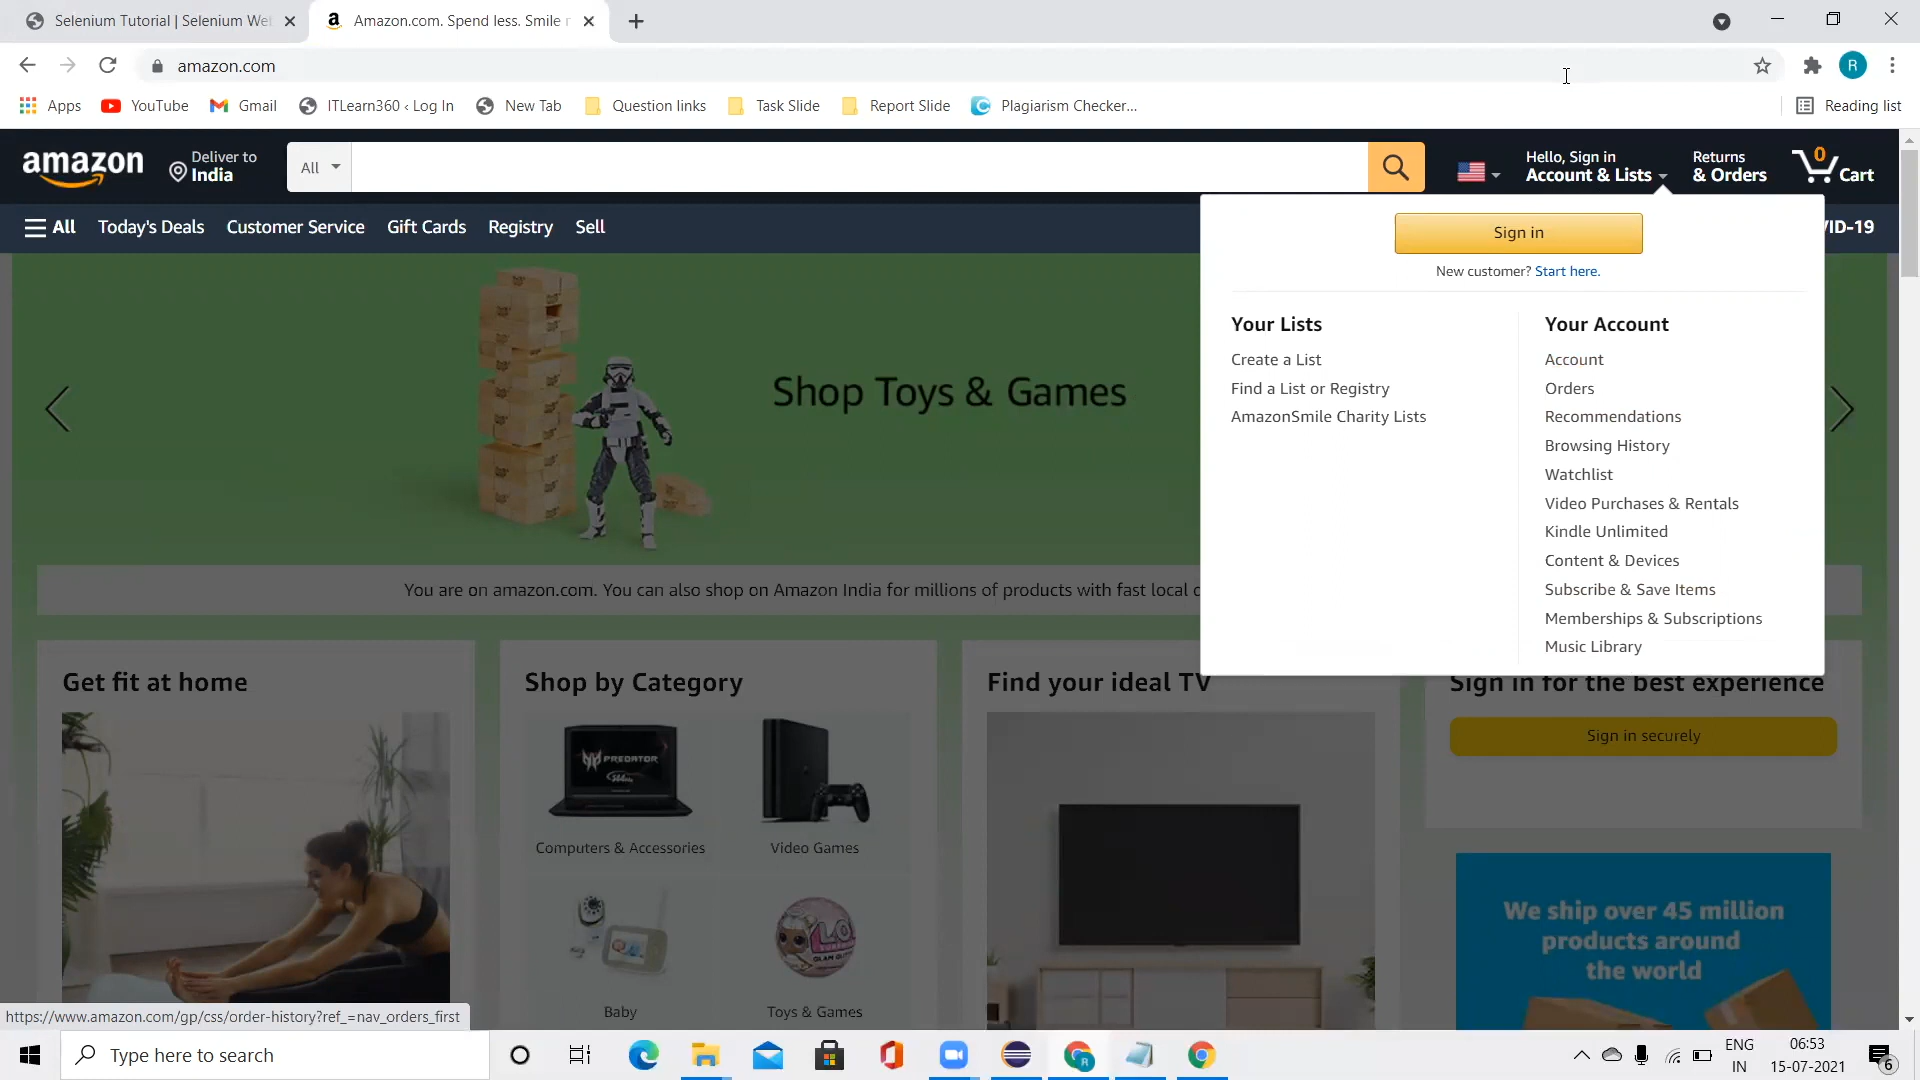 Selenium Tutorial | Selenium We
Amazon.com. Spend less. Smile
amazon.com
R
Apps
YouTube
Gmail
ITLearn360 ‹ Log In
New Tab
Question links
Task Slide
Report Slide
Plagiarism Checker...
Reading list
amazon
Deliver to
India
All
Hello, Sign in
Account & Lists
Returns
& Orders
0
Cart
All
Today's Deals
Customer Service
Gift Cards
Registry
Sell
VID-19
Sign in
New customer? Start here.
Your Lists
Create a List
Find a List or Registry
AmazonSmile Charity Lists
Your Account
Account
Orders
Recommendations
Browsing History
Watchlist
Video Purchases & Rentals
Kindle Unlimited
Content & Devices
Subscribe & Save Items
Memberships & Subscriptions
Music Library
Shop Toys & Games
You are on amazon.com. You can also shop on Amazon India for millions of products with fast local
Get fit at home
Shop by Category
PREDATOR
Computers & Accessories
Video Games
Baby
Toys & Games
Find your ideal TV
Sign in for the best experience
Sign in securely
We ship over 45 million
products around
the world
https://www.amazon.com/gp/css/order-history?ref_=nav_orders_first
Type here to search
R
ENG
IN
06:53
15-07-2021
6